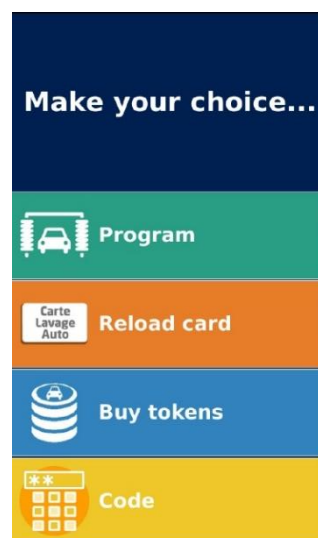 Make your choice...
Program
Carte
Lavage
Auto
Reload card
Buy tokens
**
Code